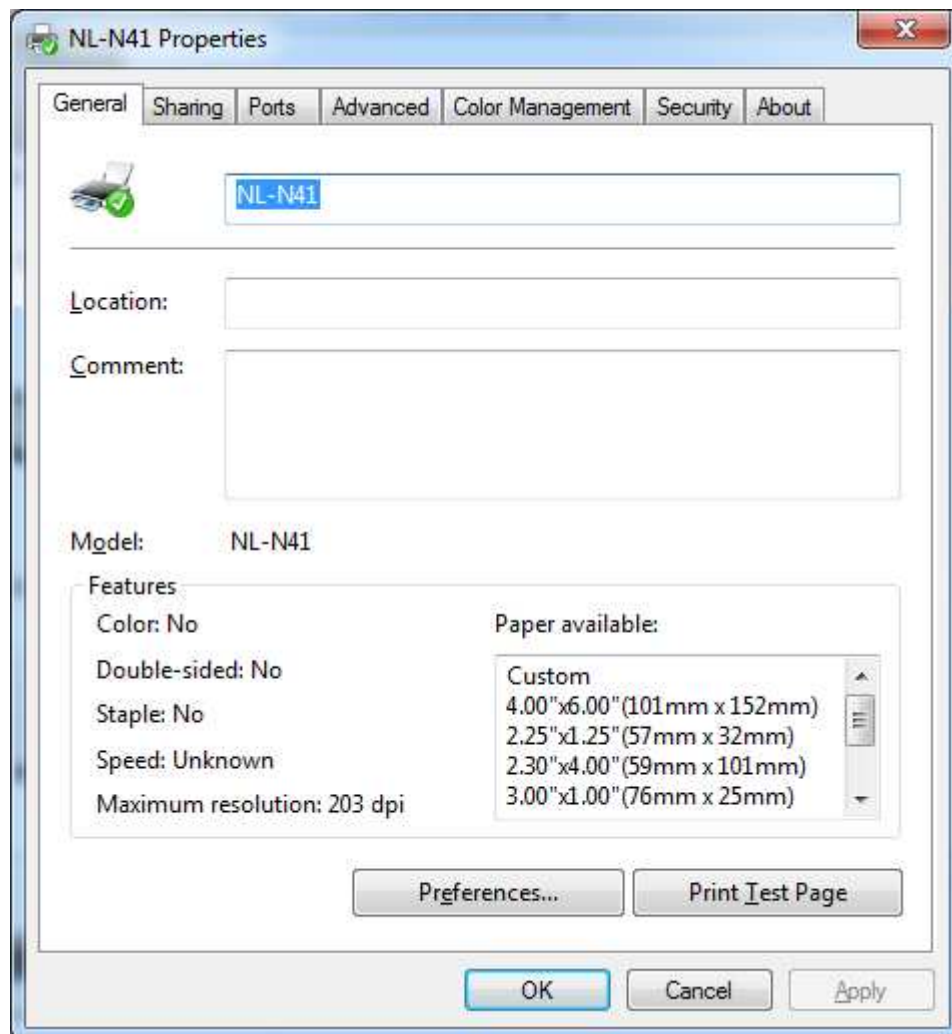 NL-N41 Properties
General Sharing Ports Advanced Color Management Security About
NL-N41
Location:
Comment:
Model: NL-N41
Features
Color: No
Double-sided: No
Staple: No
Speed: Unknown
Maximum resolution: 203 dpi
Paper available:
Custom
4.00"x6.00"(101mm x 152mm)
2.25"x1.25"(57mm x 32mm)
2.30"x4.00"(59mm x 101mm)
3.00"x1.00"(76mm x 25mm)
Preferences... Print Test Page
OK Cancel Apply